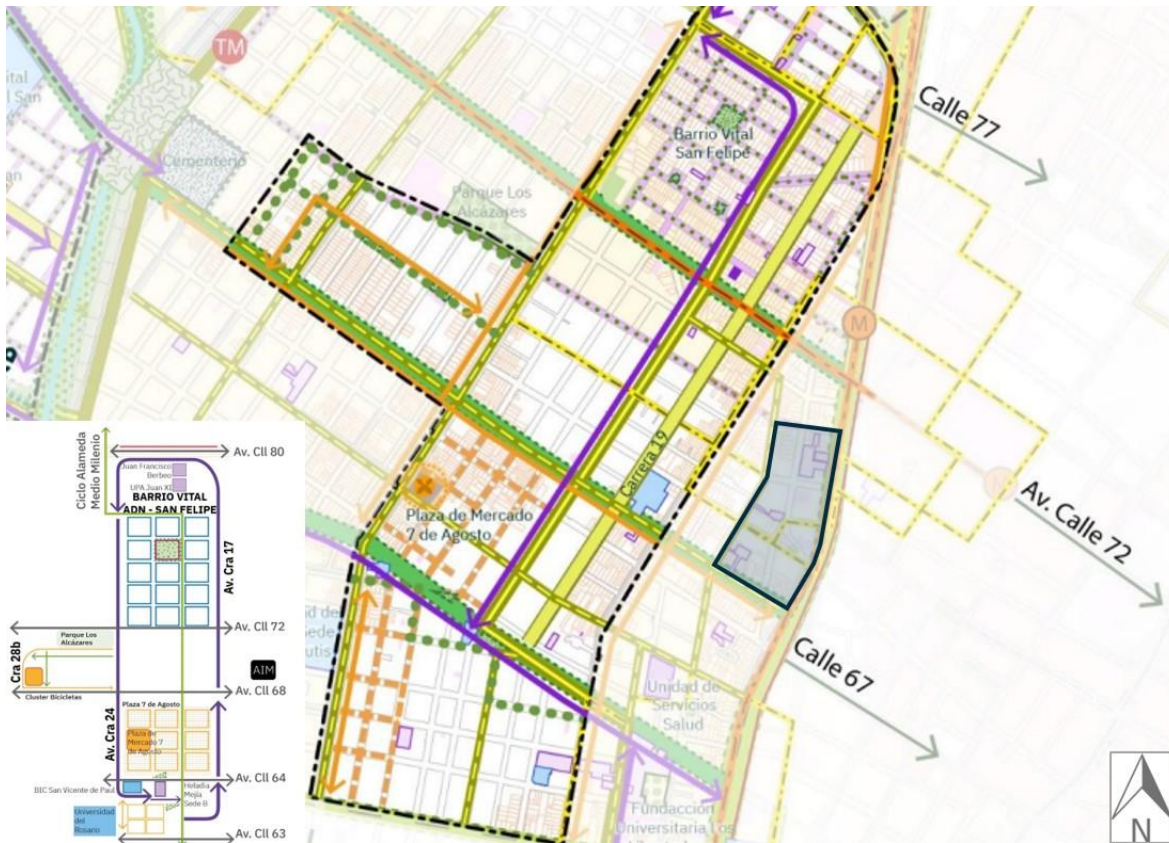 TM
Cementerio
Parque Los
Alcázares
Barrio Vital
San Felipe
Calle 77
M
Carrera 19
Plaza de Mercado
7 de Agosto
Av. Calle 72
Calle 67
Unidad de
Servicios
Salud
Fundacción
Universitaria Los
N
Ciclo Alameda
Medio Milenio
Av. Cll 80
Juan Francisco
Berbeo
UPA Juan XI
BARRIO VITAL
ADN - SAN FELIPE
Av. Cra 17
Av. Cll 72
Parque Los
Alcázares
Cra 28b
AIM
Cluster Bicicletas
Av. Cll 68
Plaza 7 de Agosto
Av. Cra 24
Plaza de
Mercado 7
de Agosto
Av. Cll 64
BIC San Vicente de Paul
Heladia
Mejía
Sede B
Universidad
del
Rosario
Av. Cll 63